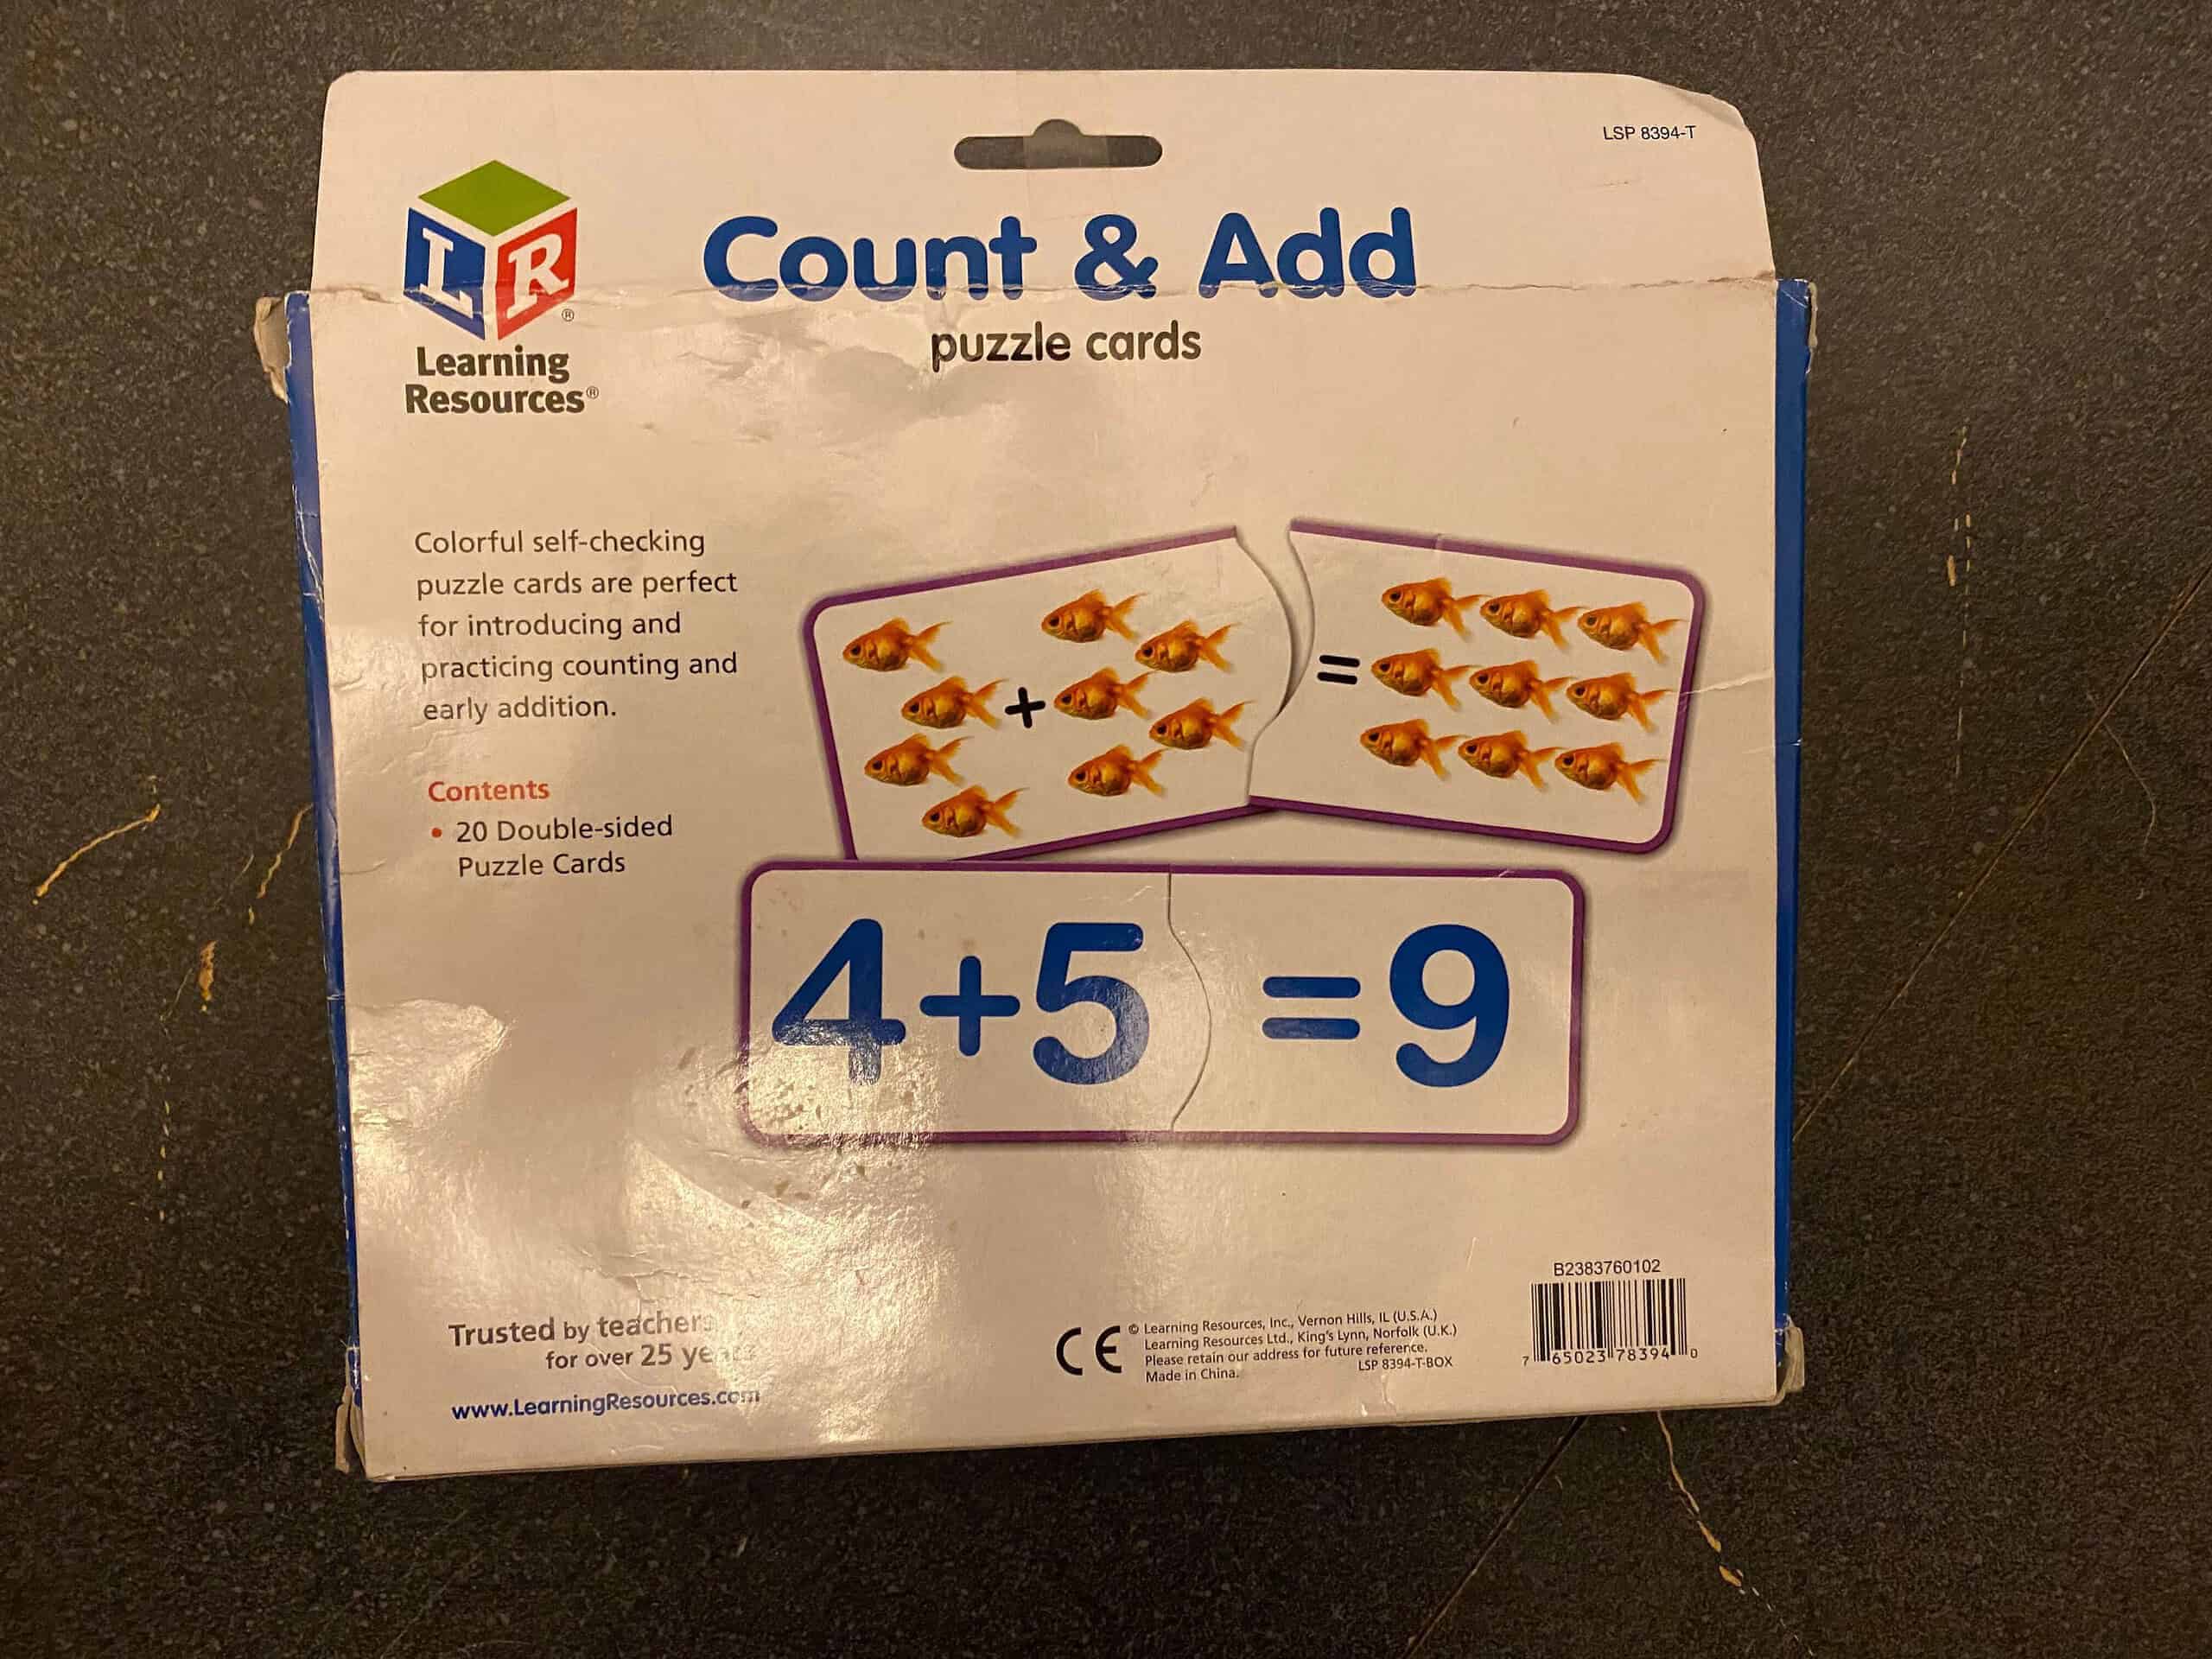 LSP 8394-T
LR®
Learning
Resources®
Count & Add
puzzle cards
Colorful self-checking
puzzle cards are perfect
for introducing and
practicing counting and
early addition.
Contents
• 20 Double-sided
Puzzle Cards
+ =
4+5 =9
Trusted by teachers
for over 25 years
www.LearningResources.com
CE
© Learning Resources, Inc., Vernon Hills, IL (U.S.A.)
Learning Resources Ltd., King's Lynn, Norfolk (U.K.)
Please retain our address for future reference.
Made in China. LSP 8394-T-BOX
B2383760102
7 65023 78394 0